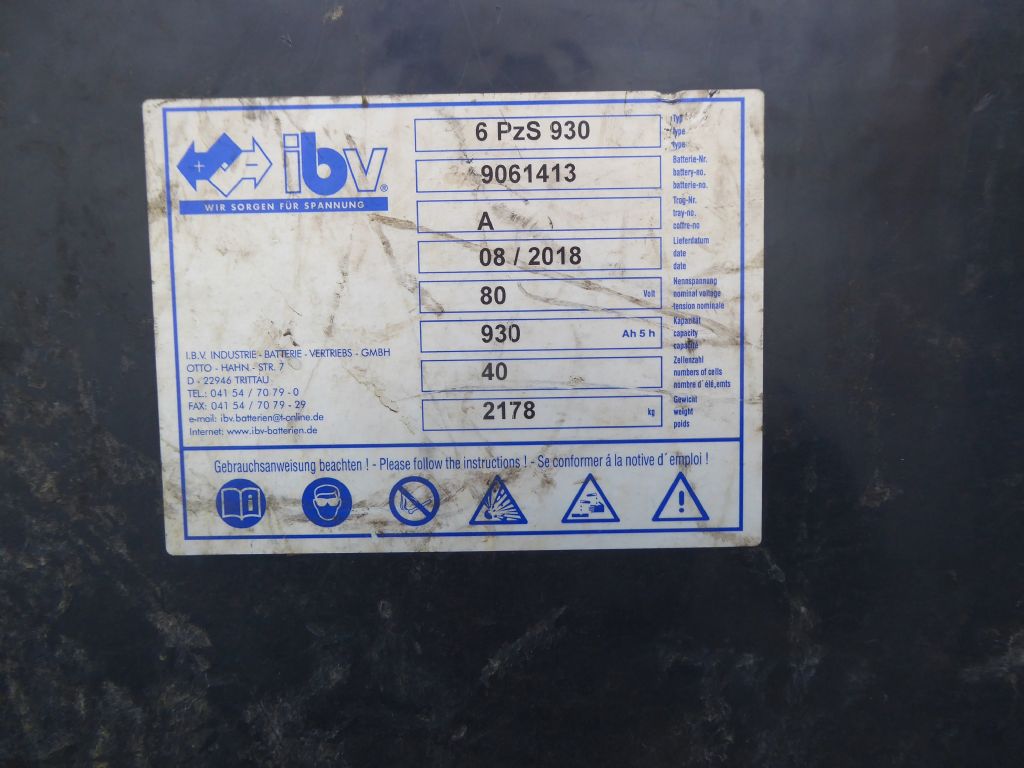 ibv®
WIR SORGEN FÜR SPANNUNG
6 PzS 930
Typ
type
type
9061413
Batterie-Nr.
battery-no.
batterie-no.
A
Trog-Nr.
tray-no.
coffre-no
08 / 2018
Lieferdatum
date
date
80 Volt
Nennspannung
nominal voltage
tension nominale
930 Ah 5 h
Kapazität
capacity
capacité
40
Zellenzahl
numbers of cells
nombre d´élé,emts
2178 kg
Gewicht
weight
poids
I.B.V. INDUSTRIE - BATTERIE - VERTRIEBS - GMBH
OTTO - HAHN - STR. 7
D - 22946 TRITTAU
TEL.: 041 54 / 70 79 - 0
FAX: 041 54 / 70 79 - 29
e-mail: ibv.batterien@t-online.de
Internet: www.ibv-batterien.de
Gebrauchsanweisung beachten ! - Please follow the instructions ! - Se conformer á la notive d´ emploi !